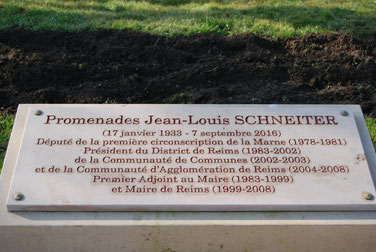 Promenades Jean-Louis SCHNEITER
(17 janvier 1933 - 7 septembre 2016)
Député de la première circonscription de la Marne (1978-1981)
Président du District de Reims (1983-2002)
de la Communauté de Communes (2002-2003)
et de la Communauté d'Agglomération de Reims (2004-2008)
Premier Adjoint au Maire (1983-1999)
et Maire de Reims (1999-2008)